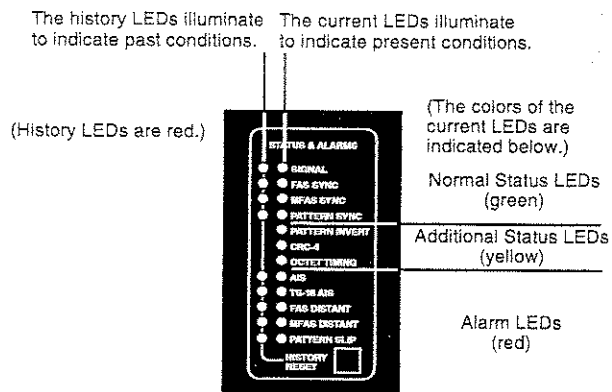 The history LEDs illuminate
to indicate past conditions.
The current LEDs illuminate
to indicate present conditions.
(History LEDs are red.)
(The colors of the
current LEDs are
indicated below.)
STATUS & ALARMS
SIGNAL
FAS SYNC
MFAS SYNC
PATTERN SYNC
PATTERN INVERT
CRC-4
OCTET TIMING
AIS
TG-16 AIS
FAS DISTANT
MFAS DISTANT
PATTERN SLIP
HISTORY
RESET
Normal Status LEDs
(green)
Additional Status LEDs
(yellow)
Alarm LEDs
(red)